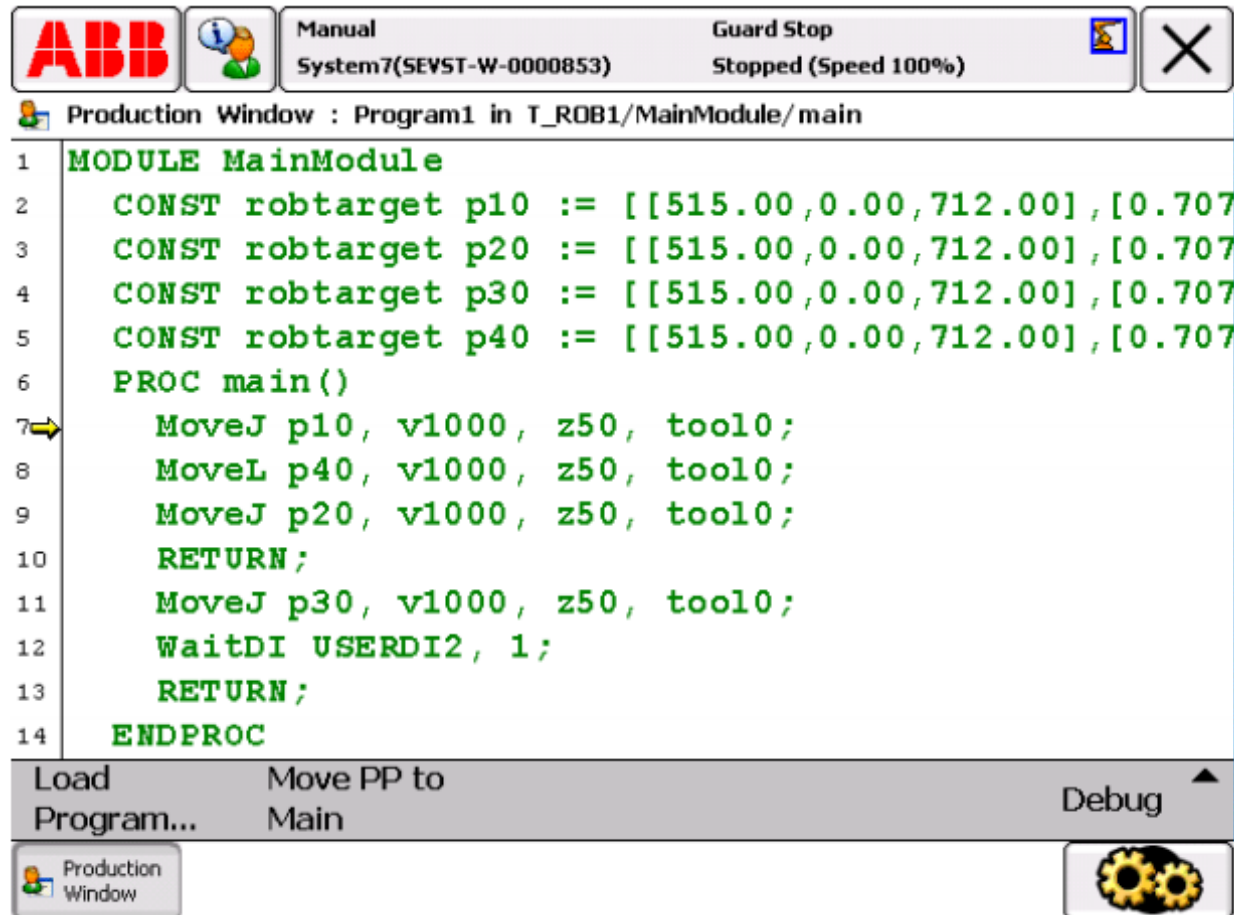 ABB
Manual
System7(SEVST-W-0000853)
Guard Stop
Stopped (Speed 100%)
Production Window : Program1 in T_ROB1/MainModule/main
1 MODULE MainModule
2 CONST robtarget p10 := [[515.00,0.00,712.00],[0.707
3 CONST robtarget p20 := [[515.00,0.00,712.00],[0.707
4 CONST robtarget p30 := [[515.00,0.00,712.00],[0.707
5 CONST robtarget p40 := [[515.00,0.00,712.00],[0.707
6 PROC main()
7 MoveJ p10, v1000, z50, tool0;
8 MoveL p40, v1000, z50, tool0;
9 MoveJ p20, v1000, z50, tool0;
10 RETURN;
11 MoveJ p30, v1000, z50, tool0;
12 WaitDI USERDI2, 1;
13 RETURN;
14 ENDPROC
Load
Program...
Move PP to
Main
Debug
Production
Window